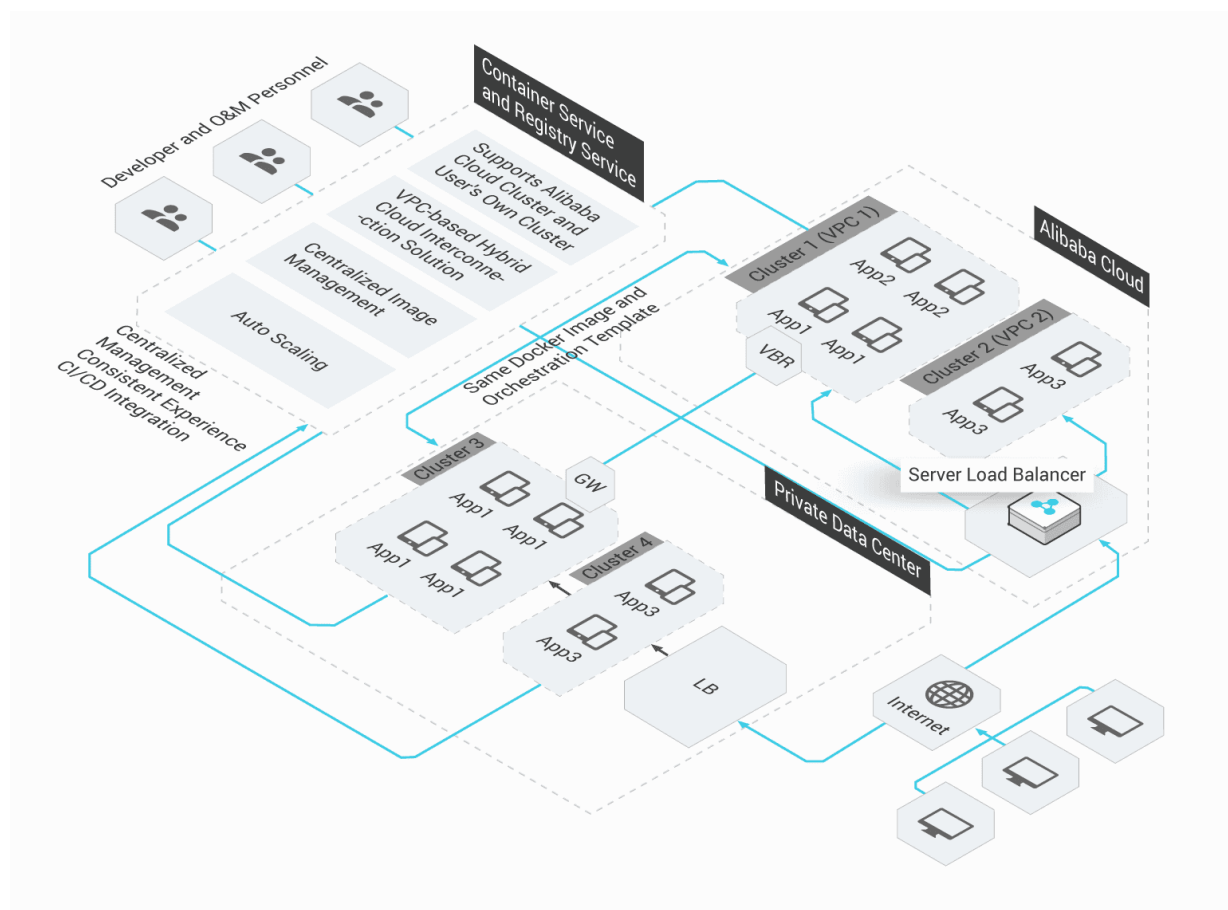 Developer and O&M Personnel
Container Service
and Registry Service
Supports Alibaba
Cloud Cluster and
User's Own Cluster
VPC-based Hybrid
Cloud Interconne-
-ction Solution
Centralized Image
Management
Auto Scaling
Centralized
Management
Consistent Experience
CI/CD Integration
Same Docker Image and
Orchestration Template
Alibaba Cloud
Cluster 1 (VPC 1)
App2
App2
App1
App1
VBR
Cluster 2 (VPC 2)
App3
App3
Server Load Balancer
Private Data Center
Cluster 3
GW
App1
App1
App1
App1
Cluster 4
App3
App3
LB
Internet